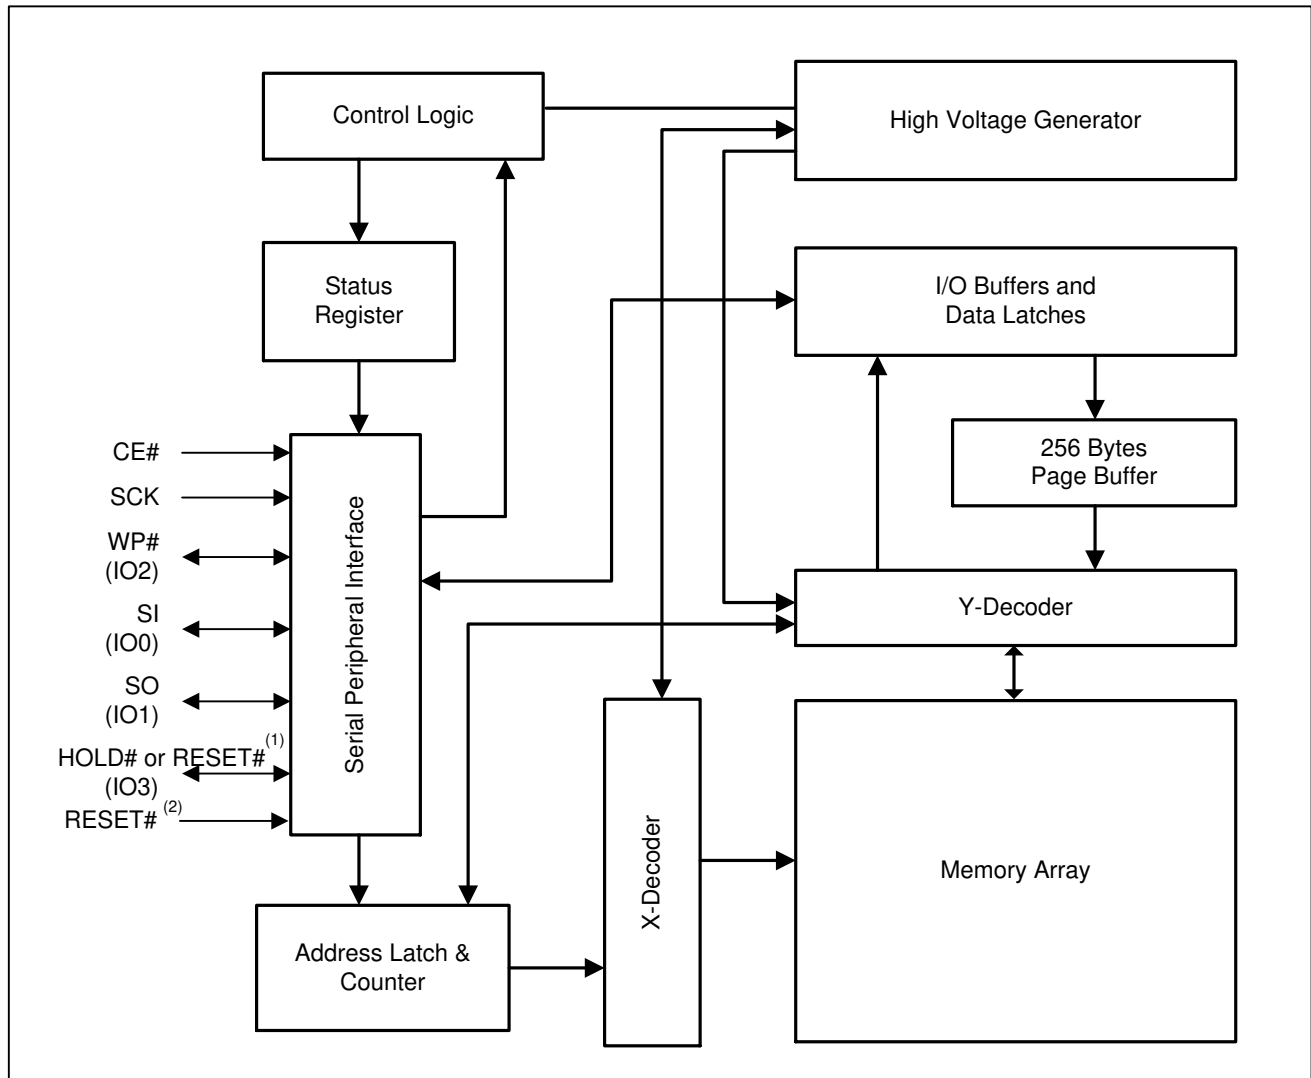 Control Logic
High Voltage Generator
Status
Register
I/O Buffers and
Data Latches
256 Bytes
Page Buffer
CE#
SCK
WP#
(IO2)
SI
(IO0)
SO
(IO1)
HOLD# or RESET# (1)
(IO3)
RESET# (2)
Serial Peripheral Interface
Y-Decoder
X-Decoder
Memory Array
Address Latch &
Counter